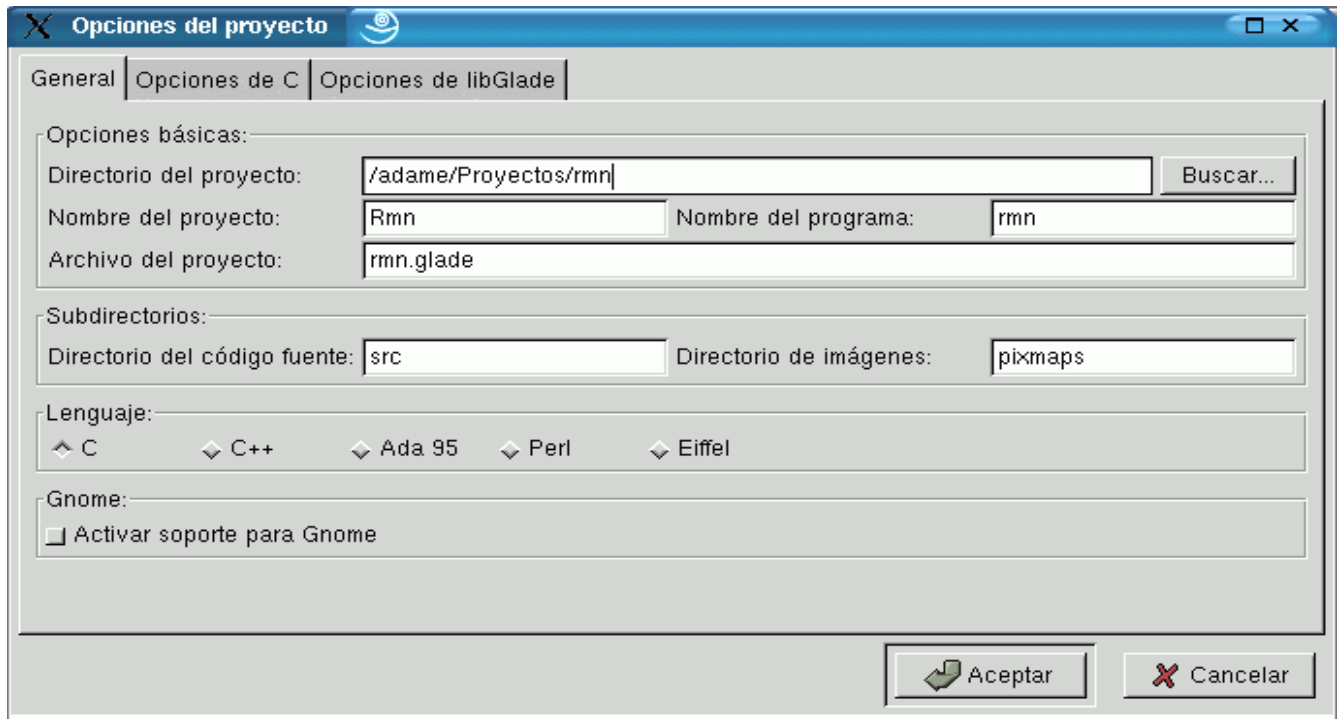 Opciones del proyecto
General Opciones de C Opciones de libGlade
Opciones básicas:
Directorio del proyecto: /adame/Proyectos/rmn Buscar...
Nombre del proyecto: Rmn Nombre del programa: rmn
Archivo del proyecto: rmn.glade
Subdirectorios:
Directorio del código fuente: src Directorio de imágenes: pixmaps
Lenguaje:
C C++ Ada 95 Perl Eiffel
Gnome:
Activar soporte para Gnome
Aceptar Cancelar